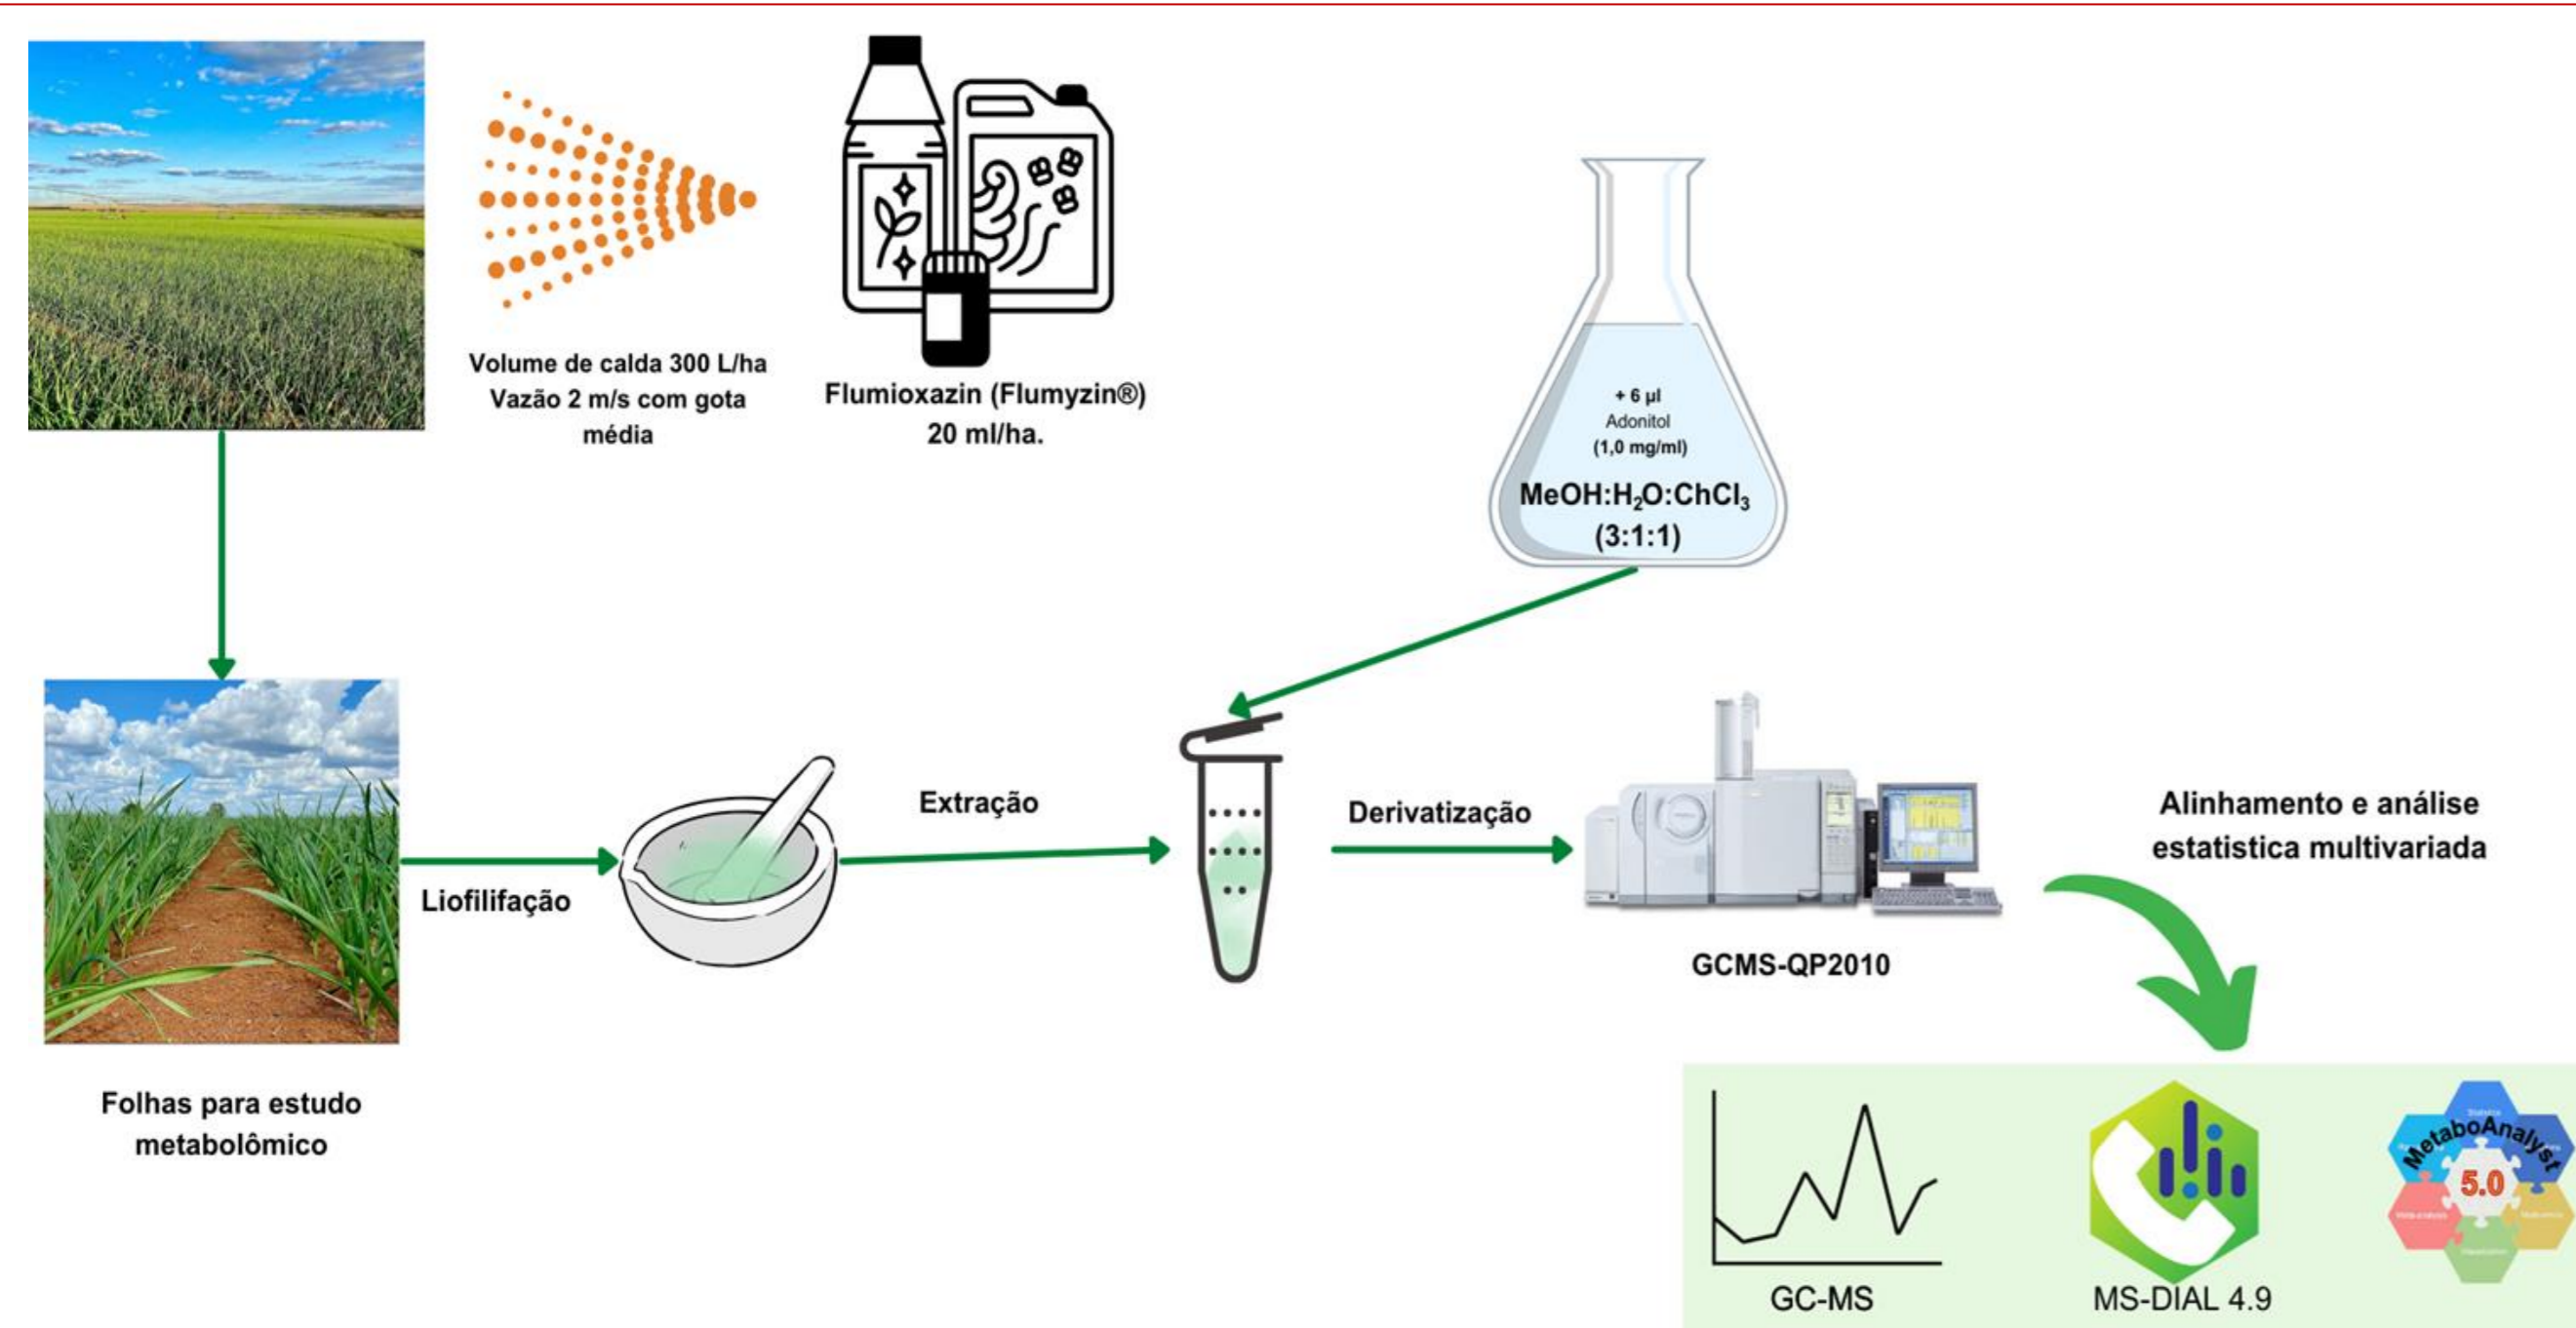 Volume de calda 300 L/ha
Vazão 2 m/s com gota
média
Flumioxazin (Flumyzin®)
20 ml/ha.
+ 6 µl
Adonitol
(1,0 mg/ml)
MeOH:H₂O:ChCl₃
(3:1:1)
Liofilifação
Extração
Derivatização
GCMS-QP2010
Alinhamento e análise
estatistica multivariada
Folhas para estudo
metabolômico
GC-MS
MS-DIAL 4.9
MetaboAnalyst
5.0